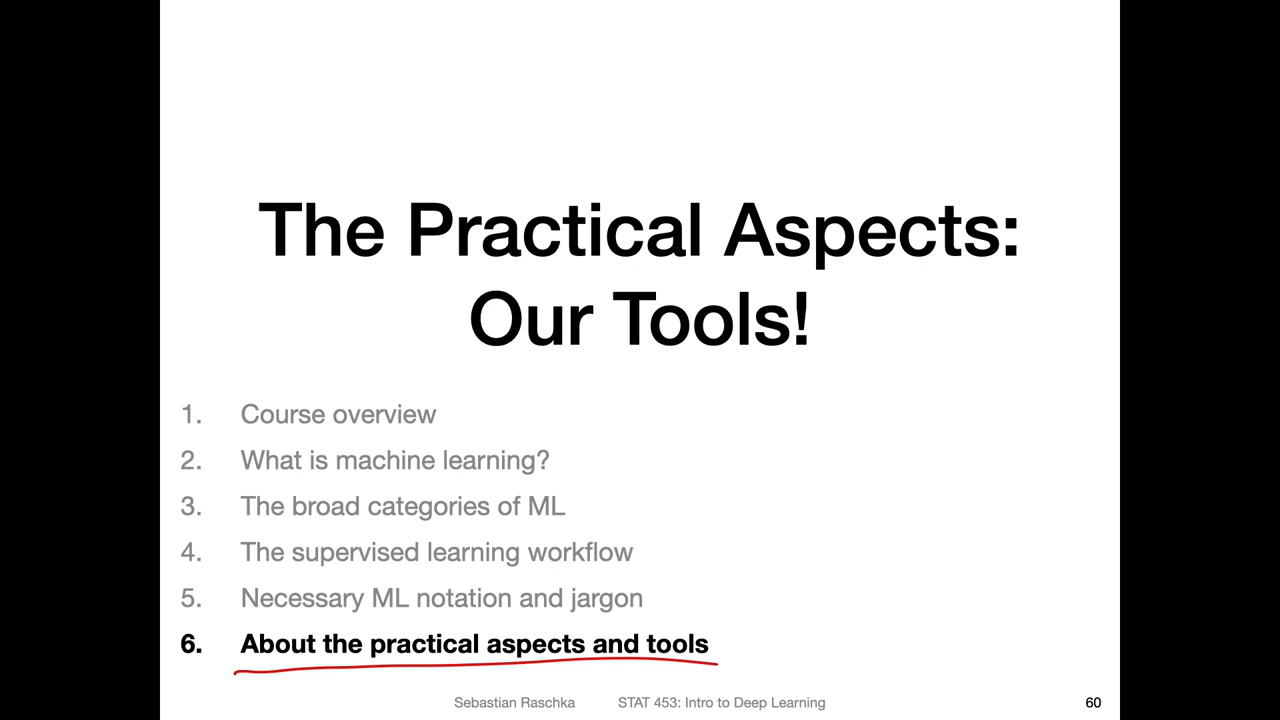 The Practical Aspects:
Our Tools!
1. Course overview
2. What is machine learning?
3. The broad categories of ML
4. The supervised learning workflow
5. Necessary ML notation and jargon
6. About the practical aspects and tools
Sebastian Raschka STAT 453: Intro to Deep Learning 60